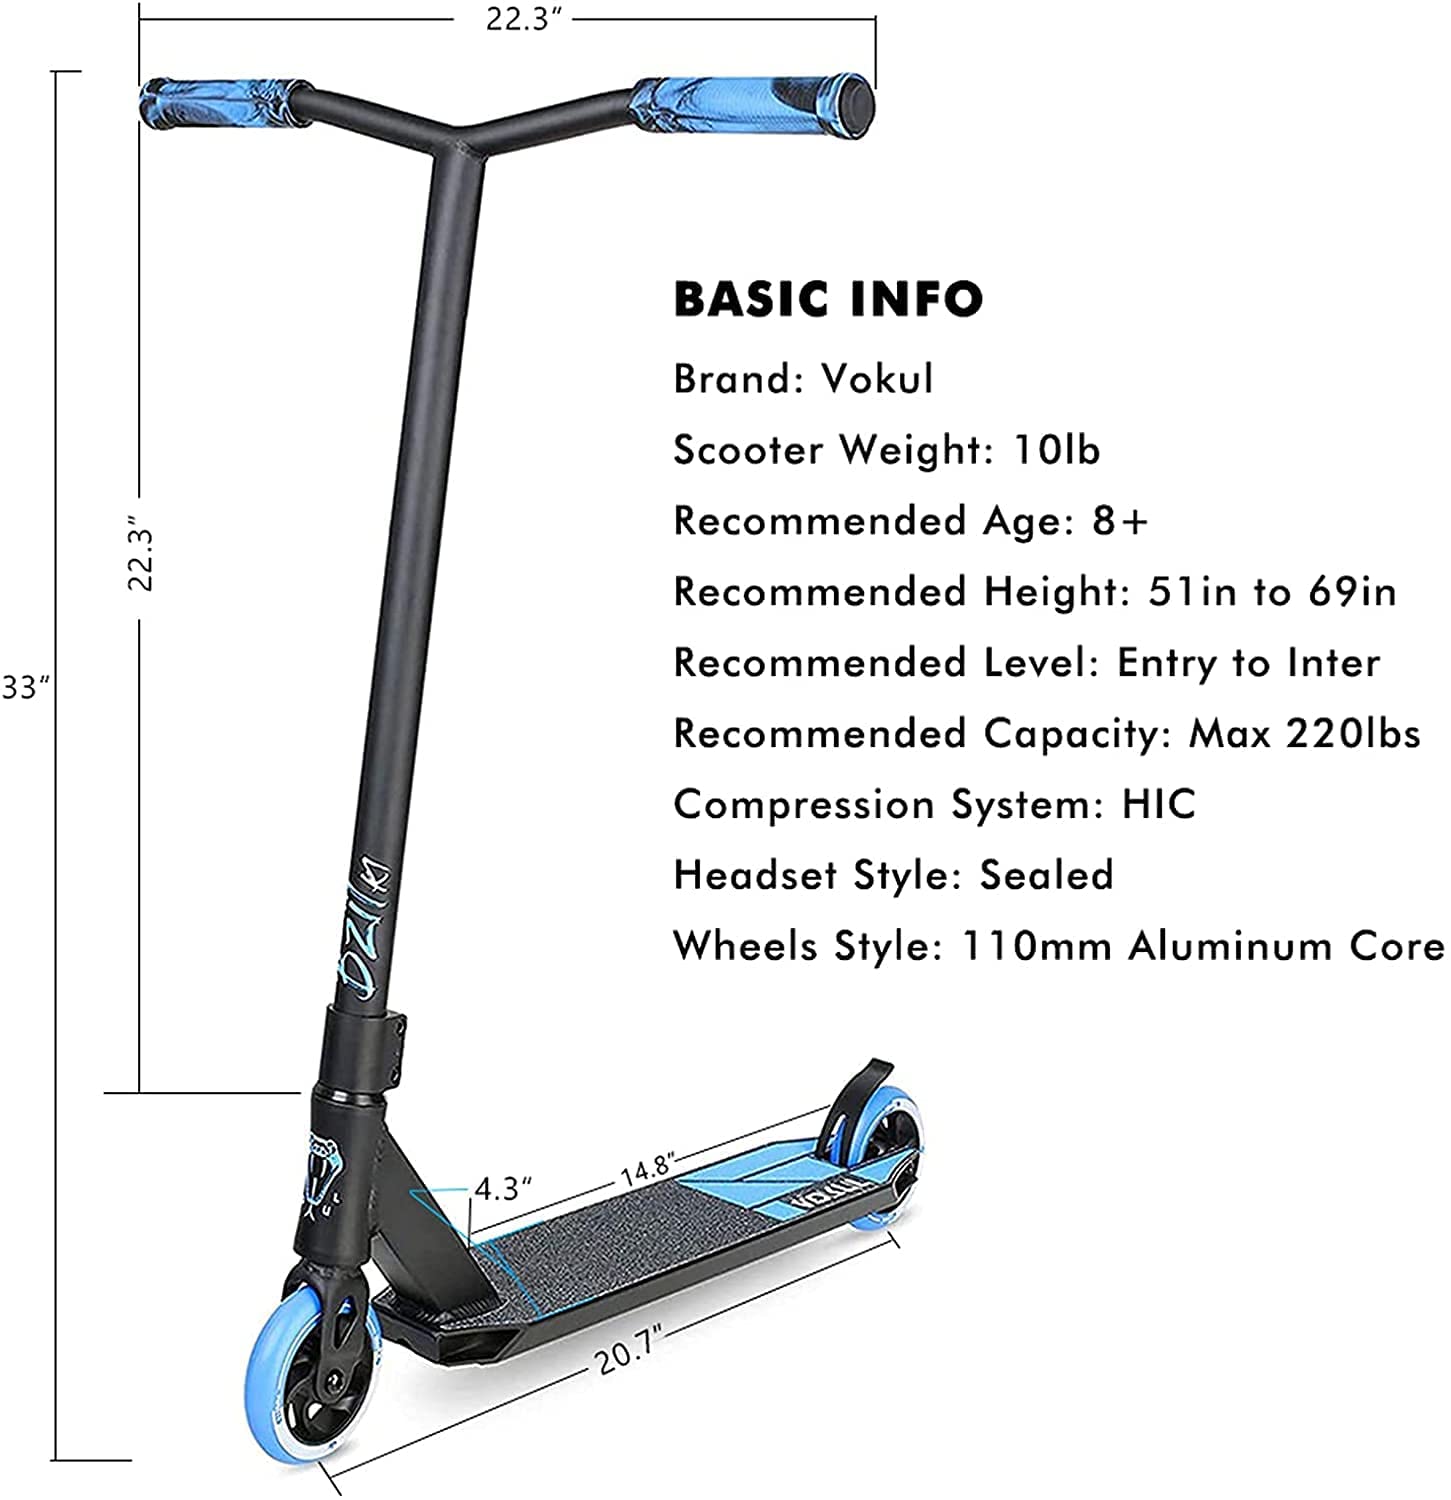 22.3"
BASIC INFO
Brand: Vokul
Scooter Weight: 10lb
22.3"
Recommended Age: 8+
Recommended Height: 51in to 69in
33"
Recommended Level: Entry to Inter
Recommended Capacity: Max 220lbs
Compression System: HIC
Headset Style: Sealed
Wheels Style: 110mm Aluminum Core
4.3"
14.8"
20.7"